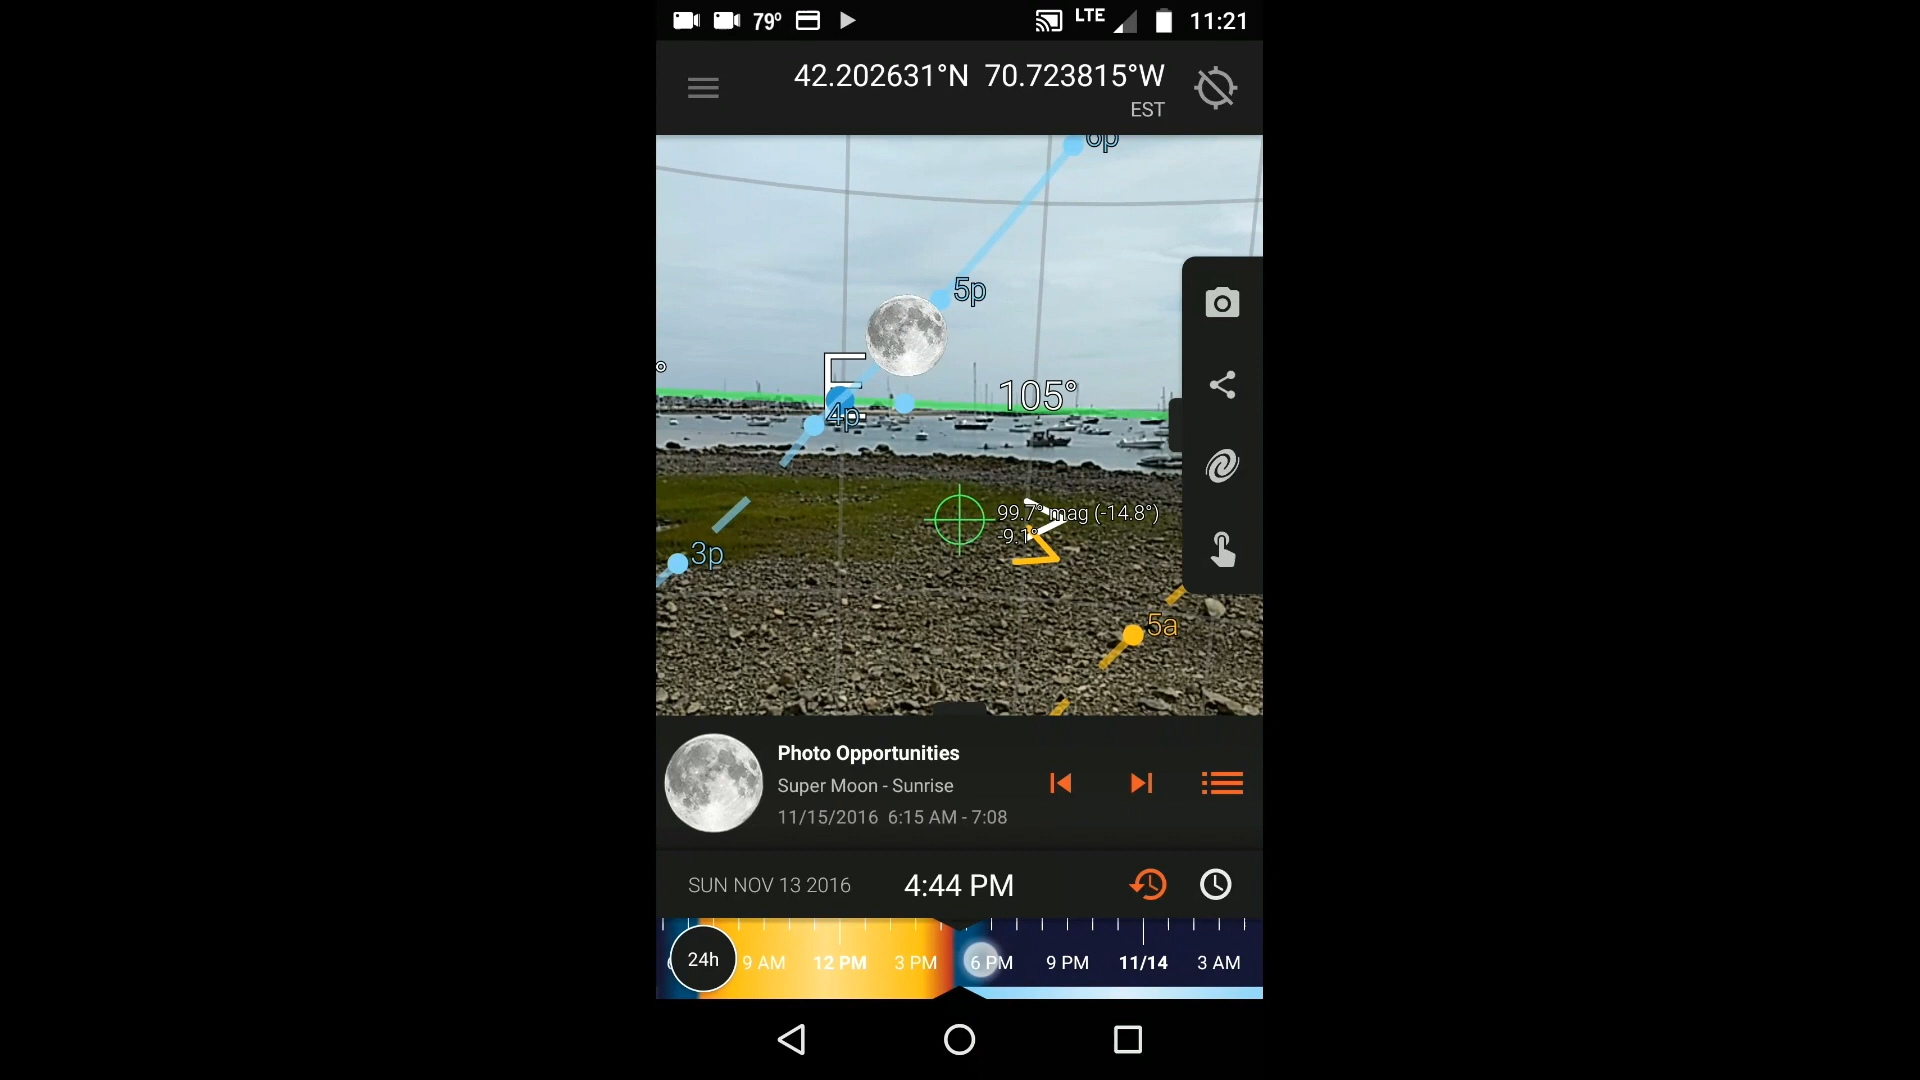 79° LTE 11:21
42.202631°N 70.723815°W
EST
6p
5p
E
105°
4p
99.7° mag (-14.8°)
-9.1°
3p
5a
Photo Opportunities
Super Moon - Sunrise
11/15/2016 6:15 AM - 7:08
SUN NOV 13 2016 4:44 PM
24h 9 AM 12 PM 3 PM 6 PM 9 PM 11/14 3 AM